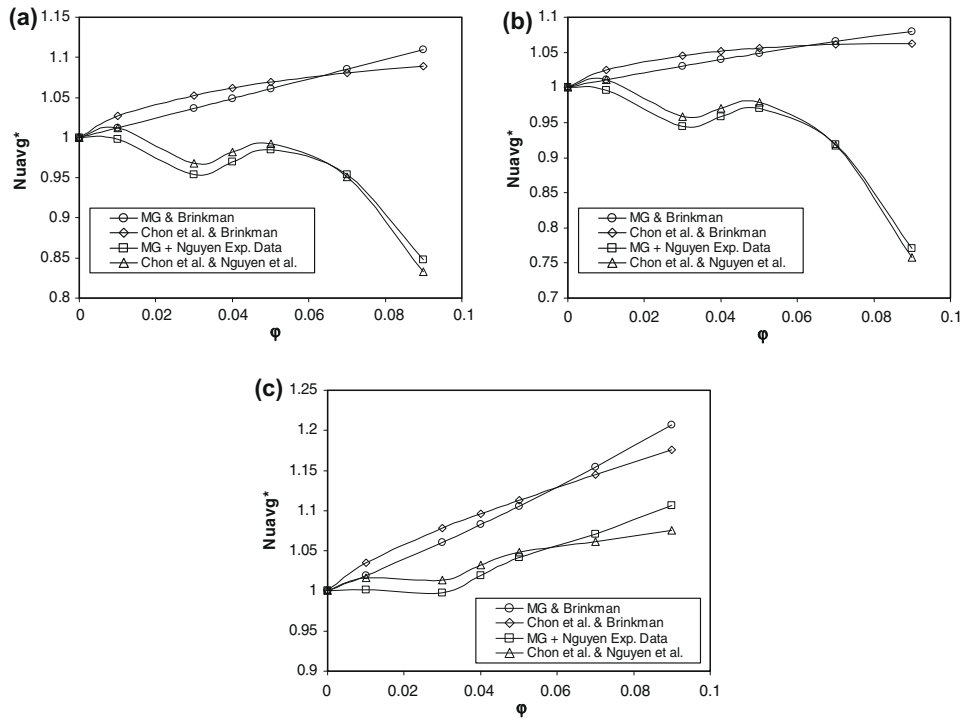 (a)
1.15
1.1
1.05
1
0.95
0.9
0.85
0.8
Nuavg*
MG & Brinkman
Chon et al. & Brinkman
MG + Nguyen Exp. Data
Chon et al. & Nguyen et al.
0 0.02 0.04 0.06 0.08 0.1
φ
(b)
1.1
1.05
1
0.95
0.9
0.85
0.8
0.75
0.7
Nuavg*
MG & Brinkman
Chon et al. & Brinkman
MG + Nguyen Exp. Data
Chon et al. & Nguyen et al.
0 0.02 0.04 0.06 0.08 0.1
φ
(c)
1.25
1.2
1.15
1.1
1.05
1
0.95
0.9
Nuavg*
MG & Brinkman
Chon et al. & Brinkman
MG + Nguyen Exp. Data
Chon et al. & Nguyen et al.
0 0.02 0.04 0.06 0.08 0.1
φ